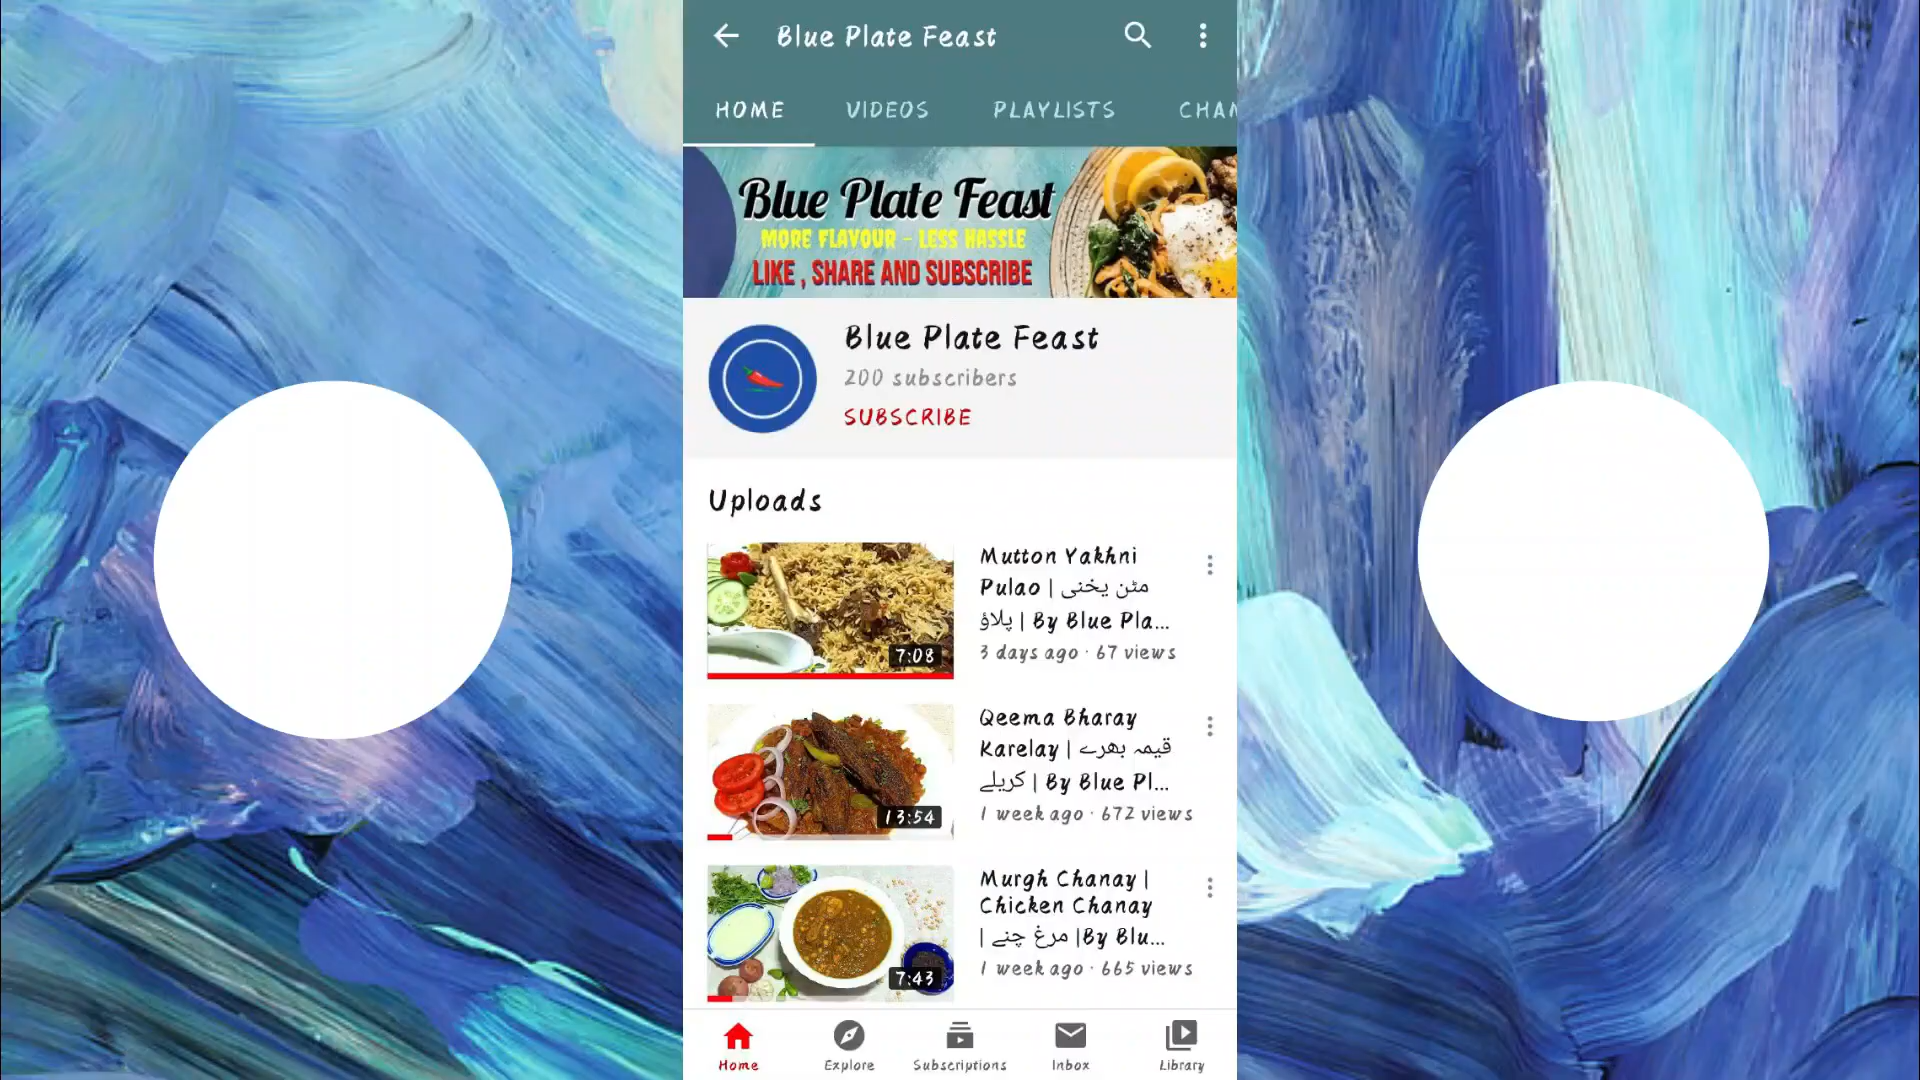 Blue Plate Feast
HOME VIDEOS PLAYLISTS CHAN
Blue Plate Feast
MORE FLAVOUR - LESS HASSLE
LIKE , SHARE AND SUBSCRIBE
Blue Plate Feast
200 subscribers
SUBSCRIBE
Uploads
Mutton Yakhni
Pulao | مٹن یخنی
پلاؤ | By Blue Pla...
3 days ago · 67 views
7:08
Qeema Bharay
Karelay | قیمہ بھرے
کریلے | By Blue Pl...
1 week ago · 672 views
13:54
Murgh Chanay |
Chicken Chanay
| مرغ چنے |By Blu...
1 week ago · 665 views
7:43
Home Explore Subscriptions Inbox Library